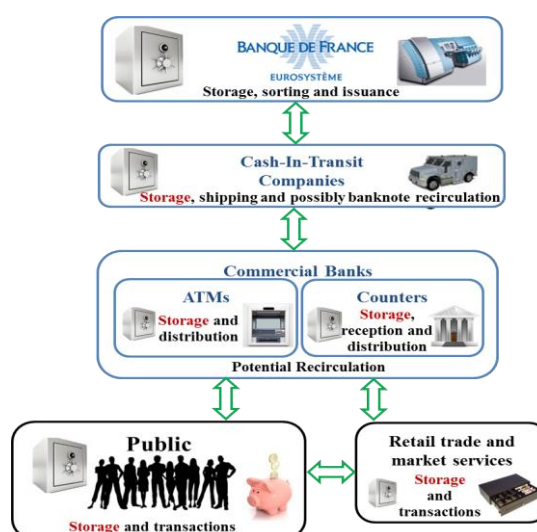 BANQUE DE FRANCE
EUROSYSTÈME
Storage, sorting and issuance
Cash-In-Transit
Companies
Storage, shipping and possibly banknote recirculation
Commercial Banks
ATMs
Storage and
distribution
Counters
Storage,
reception and
distribution
Potential Recirculation
Public
Storage and transactions
Retail trade and
market services
Storage
and
transactions